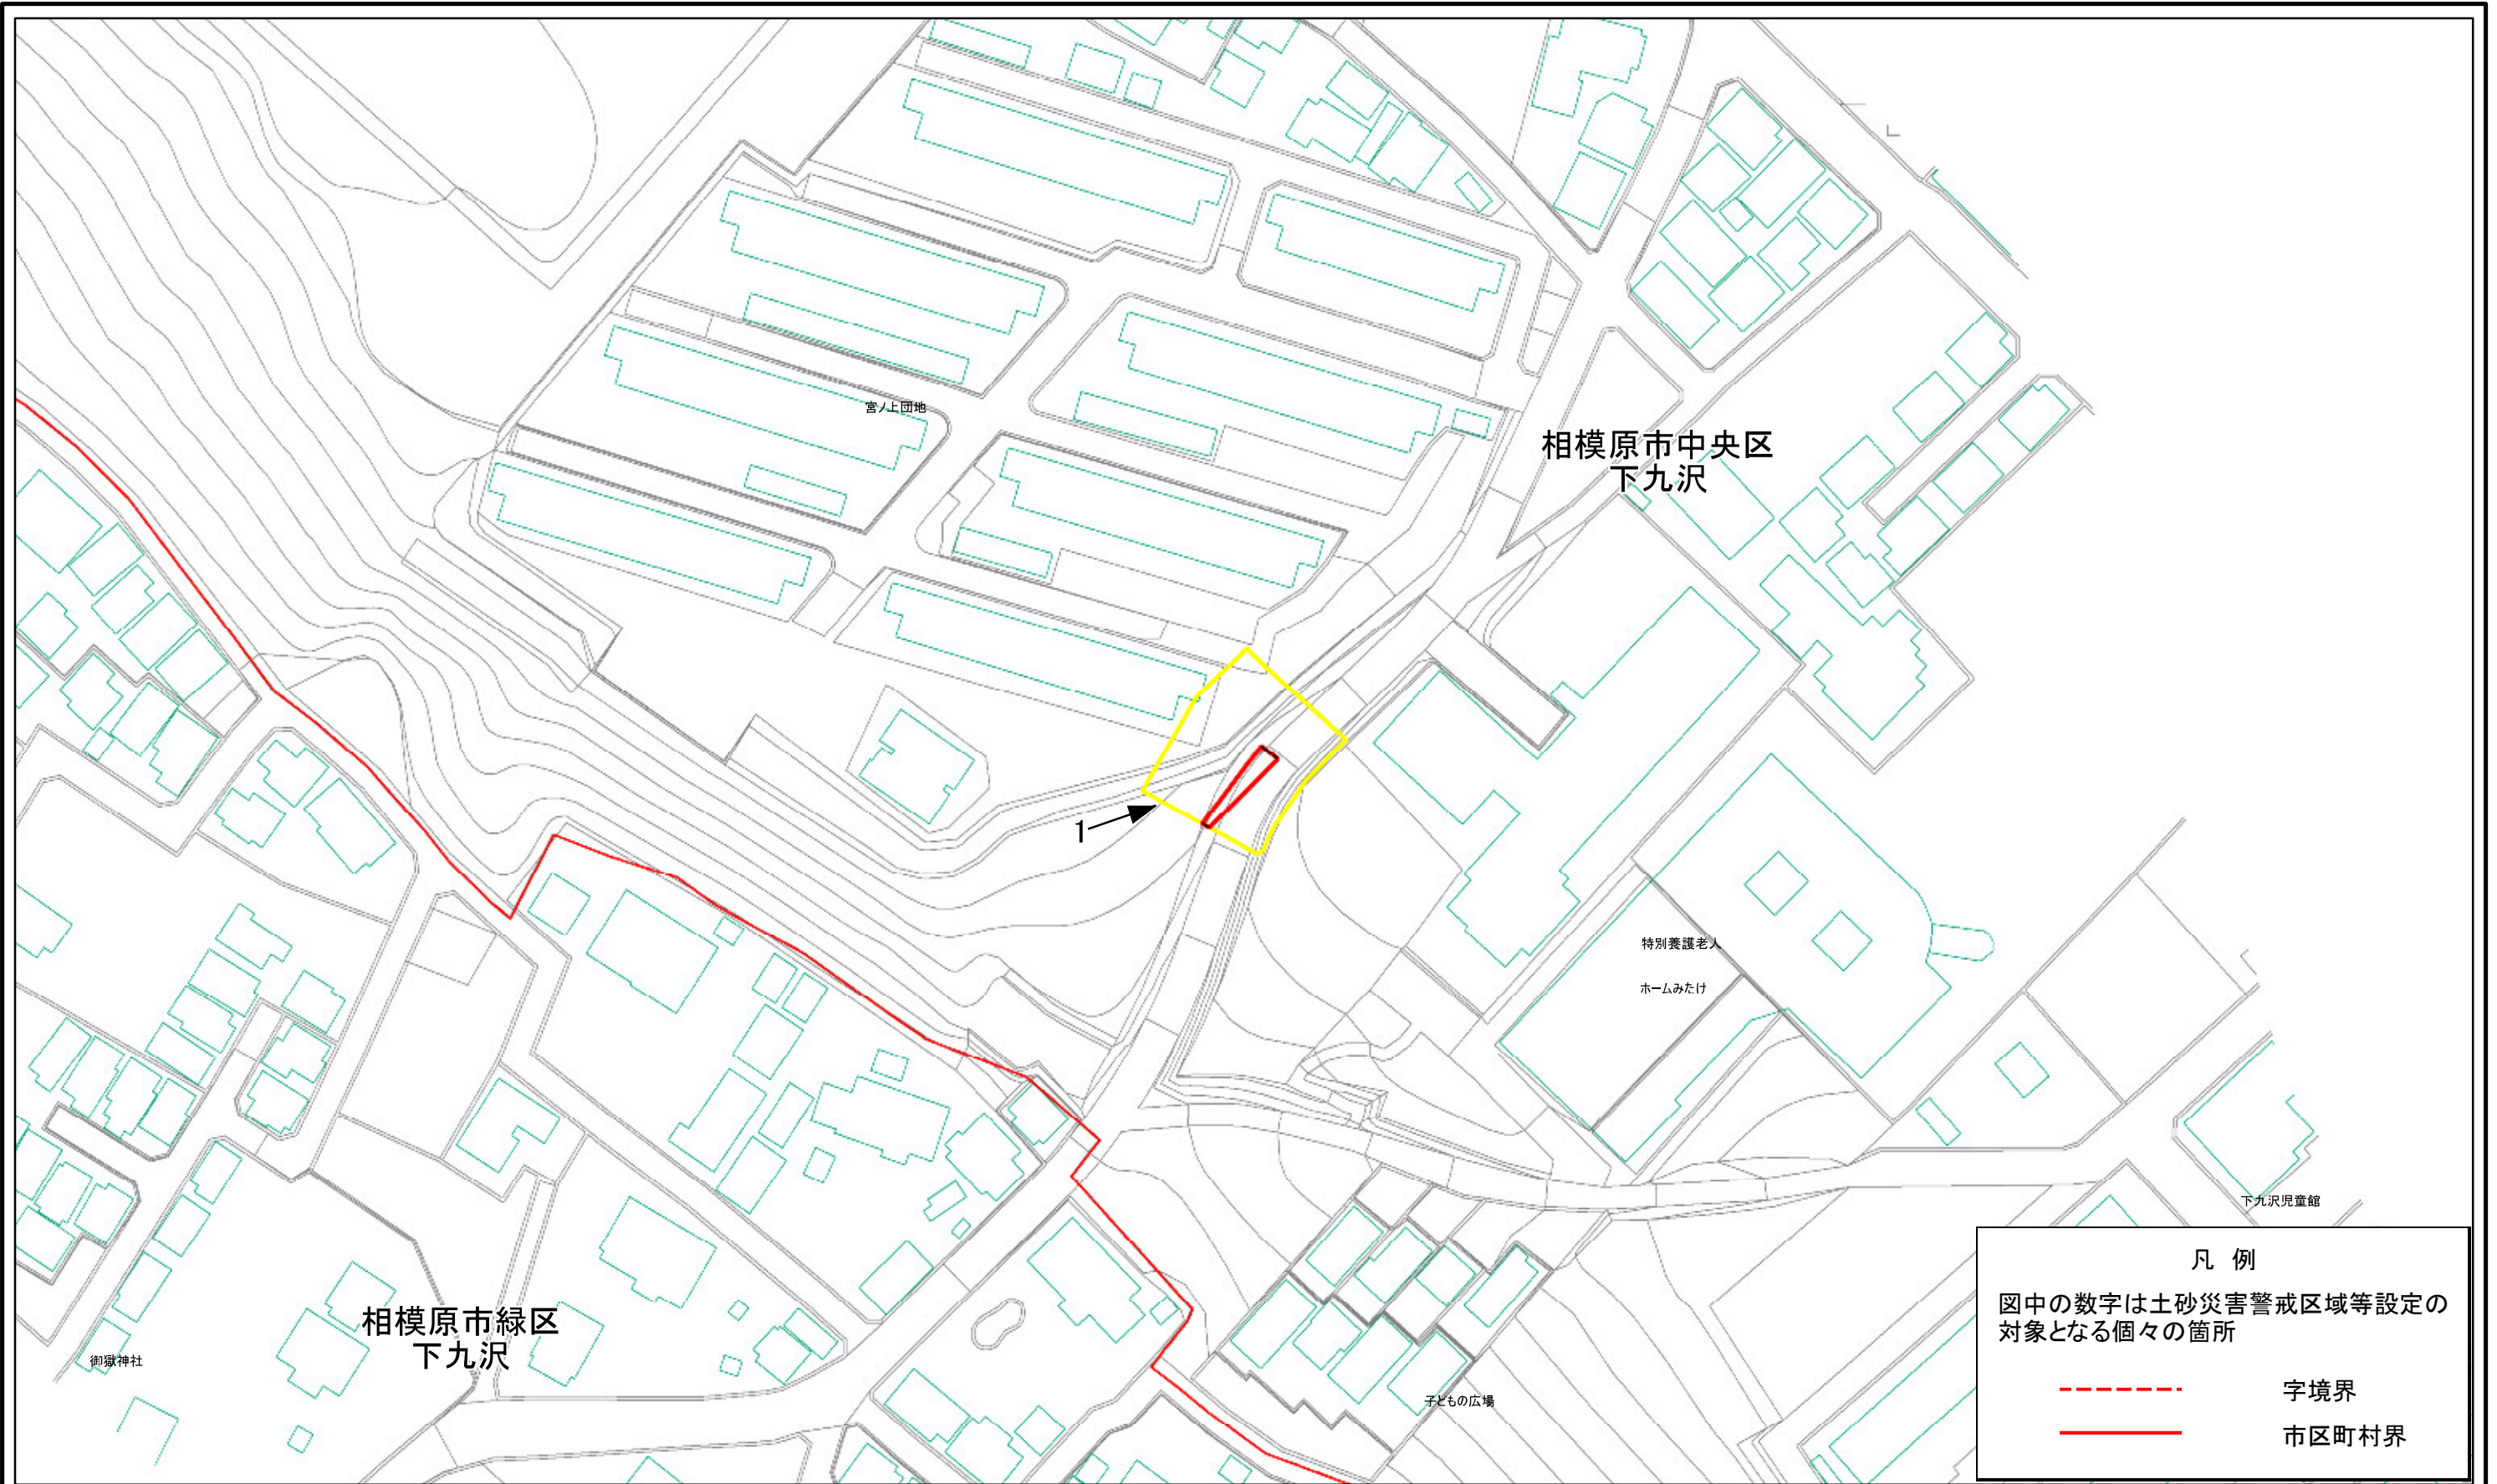 宮ノ上団地
相模原市中央区
下九沢
1
特別養護老人
ホームみたけ
下九沢児童館
相模原市緑区
下九沢
御嶽神社
子どもの広場
凡 例
図中の数字は土砂災害警戒区域等設定の
対象となる個々の箇所
字境界
市区町村界